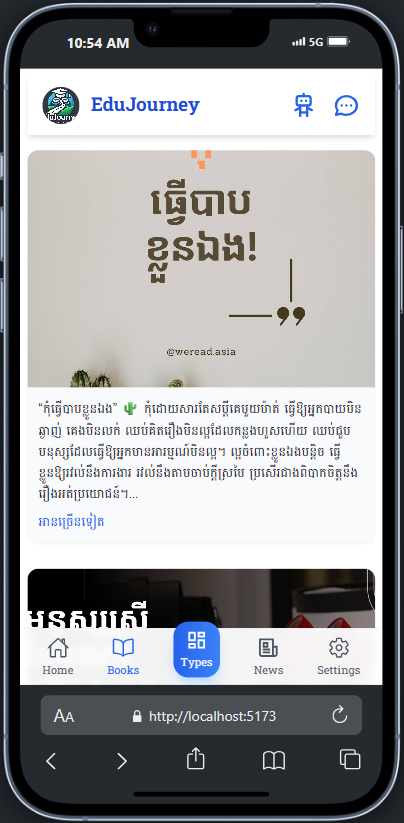 10:54 AM
5G
EduJourney
ធ្វើបាប
ខ្លួនឯង!
@weread.asia
“កុំធ្វើបាបខ្លួនឯង” 🌵 កុំដោយសារតែសម្ដីគេមួយម៉ាត់ ធ្វើឱ្យអ្នកបាយមិន
ឆ្ងាញ់ គេងមិនលក់ ឈប់គិតរឿងមិនល្អដែលកន្លងហួសហើយ ឈប់ជួប
មនុស្សដែលធ្វើឱ្យអ្នកមានអារម្មណ៍មិនល្អ។ ល្អចំពោះខ្លួនឯងបន្តិច ធ្វើ
ខ្លួនឱ្យរវល់នឹងការងារ រវល់នឹងតាមចាប់ក្ដីស្រមៃ ប្រសើរជាងពិបាកចិត្តនឹង
រឿងអត់ប្រយោជន៍។...
អានច្រើនទៀត
មនុស្សស្រី
Home
Books
Types
News
Settings
AA
http://localhost:5173